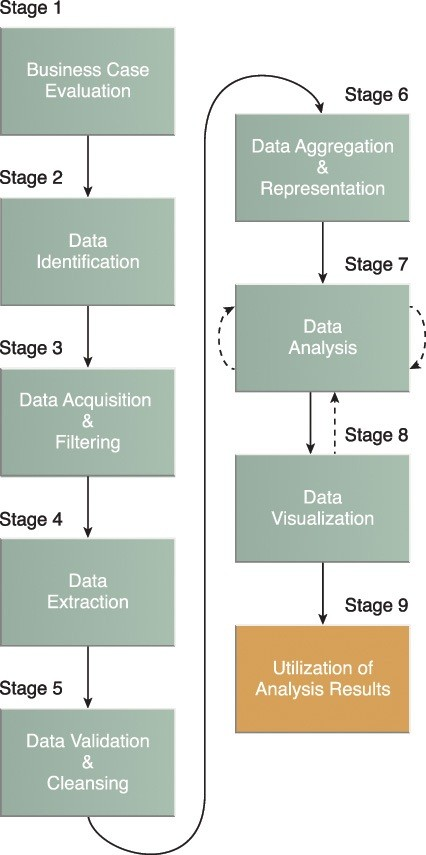 Stage 1
Business Case
Evaluation
Stage 2
Data
Identification
Stage 3
Data Acquisition
&
Filtering
Stage 4
Data
Extraction
Stage 5
Data Validation
&
Cleansing
Stage 6
Data Aggregation
&
Representation
Stage 7
Data
Analysis
Stage 8
Data
Visualization
Stage 9
Utilization of
Analysis Results